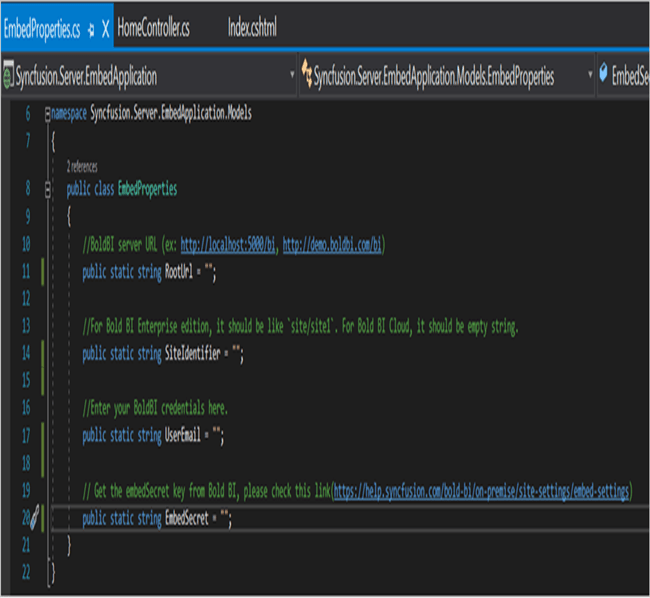 EmbedProperties.cs HomeController.cs Index.cshtml
Syncfusion.Server.EmbedApplication Syncfusion.Server.EmbedApplication.Models.EmbedProperties EmbedSe
6 namespace Syncfusion.Server.EmbedApplication.Models
7 {
2 references
8 public class EmbedProperties
9 {
10 //BoldBI server URL (ex: http://localhost:5000/bi, http://demo.boldbi.com/bi)
11 public static string RootUrl = "";
12
13 //For Bold BI Enterprise edition, it should be like `site/site1`. For Bold BI Cloud, it should be empty string.
14 public static string SiteIdentifier = "";
15
16 //Enter your BoldBI credentials here.
17 public static string UserEmail = "";
18
19 // Get the embedSecret key from Bold BI, please check this link(https://help.syncfusion.com/bold-bi/on-premise/site-settings/embed-settings)
20 public static string EmbedSecret = "";
21 }
22 }